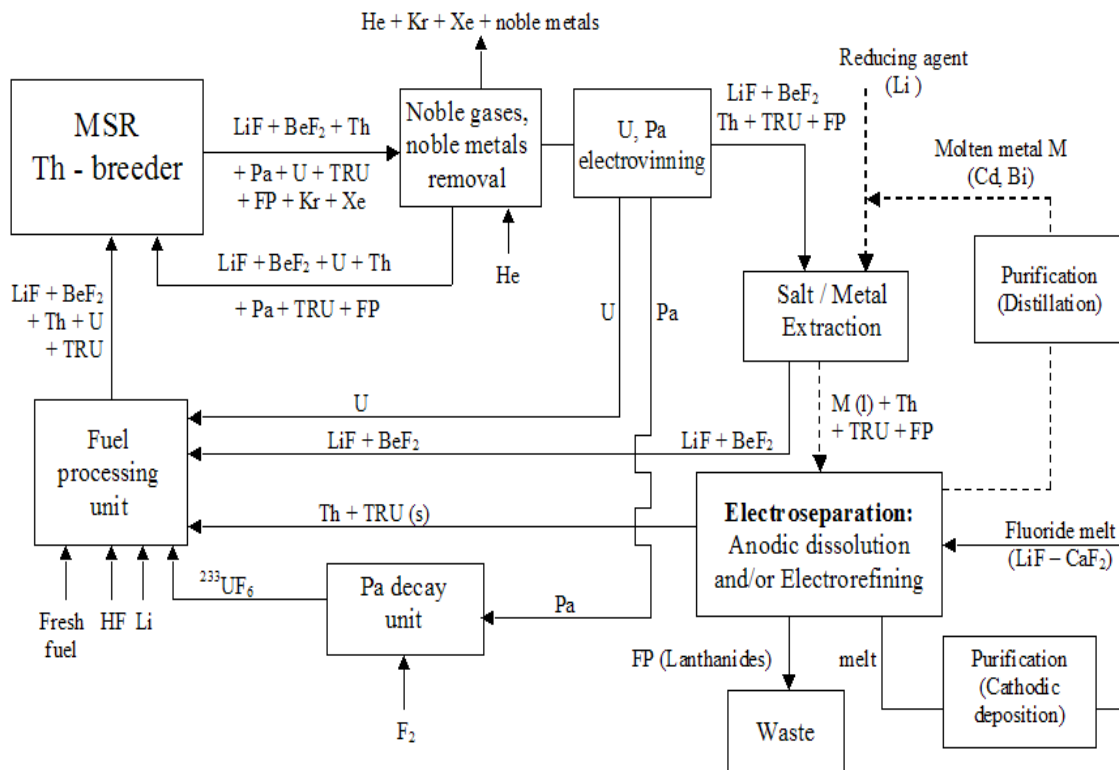 He + Kr + Xe + noble metals
MSR
Th - breeder
LiF + BeF₂ + Th
+ Pa + U + TRU
+ FP + Kr + Xe
Noble gases,
noble metals
removal
U, Pa
electrovinning
LiF + BeF₂
Th + TRU + FP
Reducing agent
(Li )
Molten metal M
(Cd, Bi)
LiF + BeF₂ + U + Th
+ Pa + TRU + FP
He
LiF + BeF₂
+ Th + U
+ TRU
U
Pa
Salt / Metal
Extraction
Purification
(Distillation)
U
LiF + BeF₂
LiF + BeF₂
M (l) + Th
+ TRU + FP
Fuel
processing
unit
Th + TRU (s)
Electroseparation:
Anodic dissolution
and/or Electrorefining
Fluoride melt
(LiF – CaF₂)
²³³UF₆
Pa decay
unit
Pa
Fresh
fuel
HF
Li
F₂
FP (Lanthanides)
melt
Purification
(Cathodic
deposition)
Waste